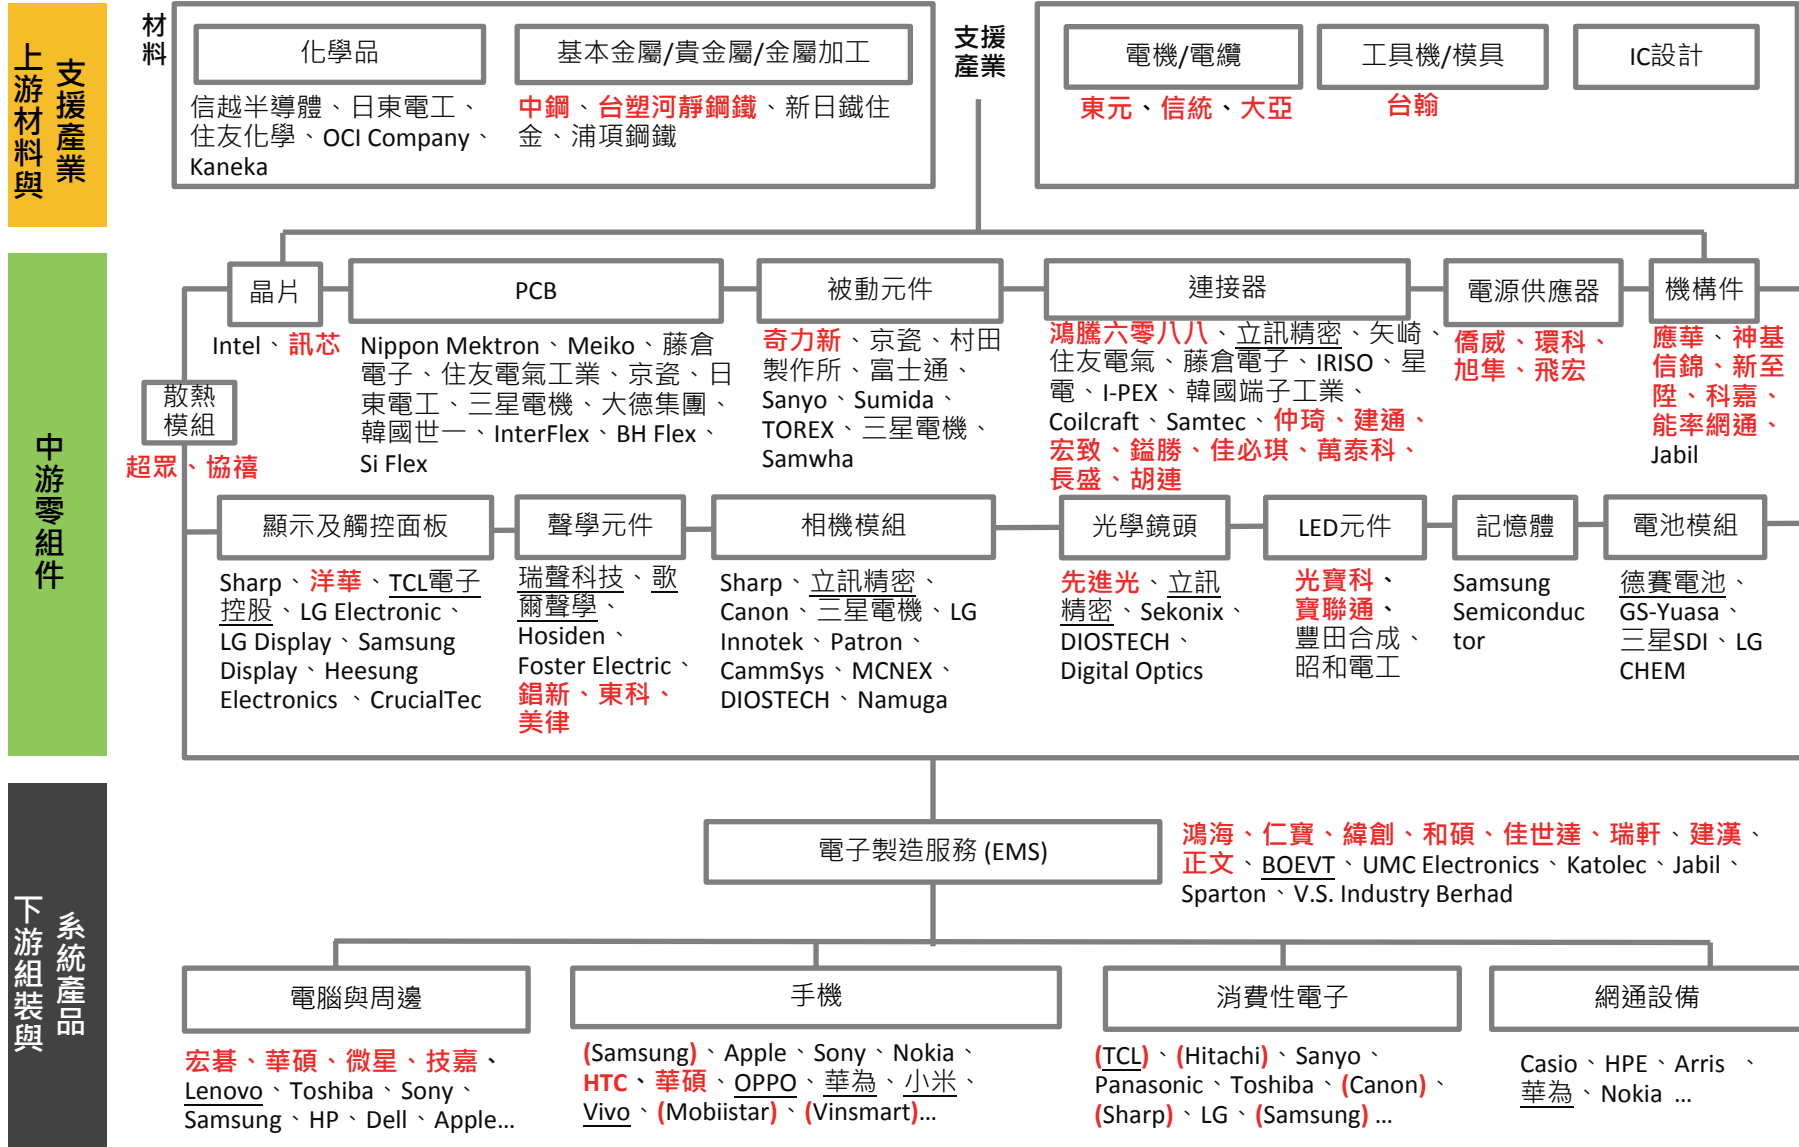 上游材料與
支援產業
材料
化學品
信越半導體、日東電工、
住友化學、OCI Company、
Kaneka
基本金屬/貴金屬/金屬加工
中鋼、台塑河靜鋼鐵、新日鐵住
金、浦項鋼鐵
支援
產業
電機/電纜
東元、信統、大亞
工具機/模具
台翰
IC設計
中游零組件
晶片
Intel、訊芯
散熱
模組
超眾、協禧
PCB
Nippon Mektron、Meiko、藤倉
電子、住友電氣工業、京瓷、日
東電工、三星電機、大德集團、
韓國世一、InterFlex、BH Flex、
Si Flex
被動元件
奇力新、京瓷、村田
製作所、富士通、
Sanyo、Sumida、
TOREX、三星電機、
Samwha
連接器
鴻騰六零八八、立訊精密、矢崎、
住友電氣、藤倉電子、IRISO、星
電、I-PEX、韓國端子工業、
Coilcraft、Samtec、仲琦、建通、
宏致、鎰勝、佳必琪、萬泰科、
長盛、胡連
電源供應器
僑威、環科、
旭隼、飛宏
機構件
應華、神基
信錦、新至
陞、科嘉、
能率網通、
Jabil
顯示及觸控面板
Sharp、洋華、TCL電子
控股、LG Electronic、
LG Display、Samsung
Display、Heesung
Electronics、CrucialTec
聲學元件
瑞聲科技、歌
爾聲學、
Hosiden、
Foster Electric、
錩新、東科、
美律
相機模組
Sharp、立訊精密、
Canon、三星電機、LG
Innotek、Patron、
CammSys、MCNEX、
DIOSTECH、Namuga
光學鏡頭
先進光、立訊
精密、Sekonix、
DIOSTECH、
Digital Optics
LED元件
光寶科、
寶聯通、
豐田合成、
昭和電工
記憶體
Samsung
Semiconduc
tor
電池模組
德賽電池、
GS-Yuasa、
三星SDI、LG
CHEM
下游組裝與
系統產品
電子製造服務 (EMS)
鴻海、仁寶、緯創、和碩、佳世達、瑞軒、建漢、
正文、BOEVT、UMC Electronics、Katolec、Jabil、
Sparton、V.S. Industry Berhad
電腦與周邊
宏碁、華碩、微星、技嘉、
Lenovo、Toshiba、Sony、
Samsung、HP、Dell、Apple…
手機
(Samsung)、Apple、Sony、Nokia、
HTC、華碩、OPPO、華為、小米、
Vivo、(Mobiistar)、(Vinsmart)…
消費性電子
(TCL)、(Hitachi)、Sanyo、
Panasonic、Toshiba、(Canon)、
(Sharp)、LG、(Samsung) …
網通設備
Casio、HPE、Arris 、
華為、Nokia …